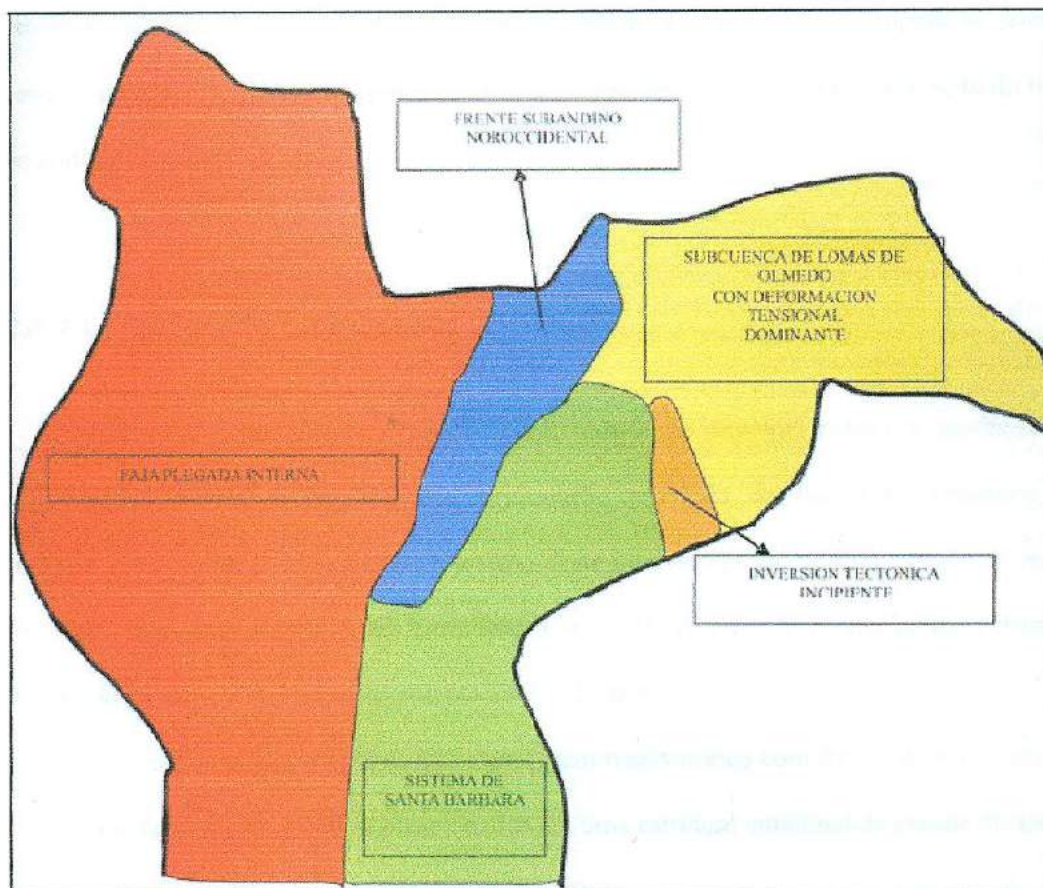 FRENTE SUBANDINO
NOROCCIDENTAL
SUBCUENCA DE LOMAS DE
OLMEDO
CON DEFORMACION
TENSIONAL
DOMINANTE
FAJA PLEGADA INTERNA
INVERSION TECTONICA
INCIPIENTE
SISTEMA DE
SANTA BARBARA